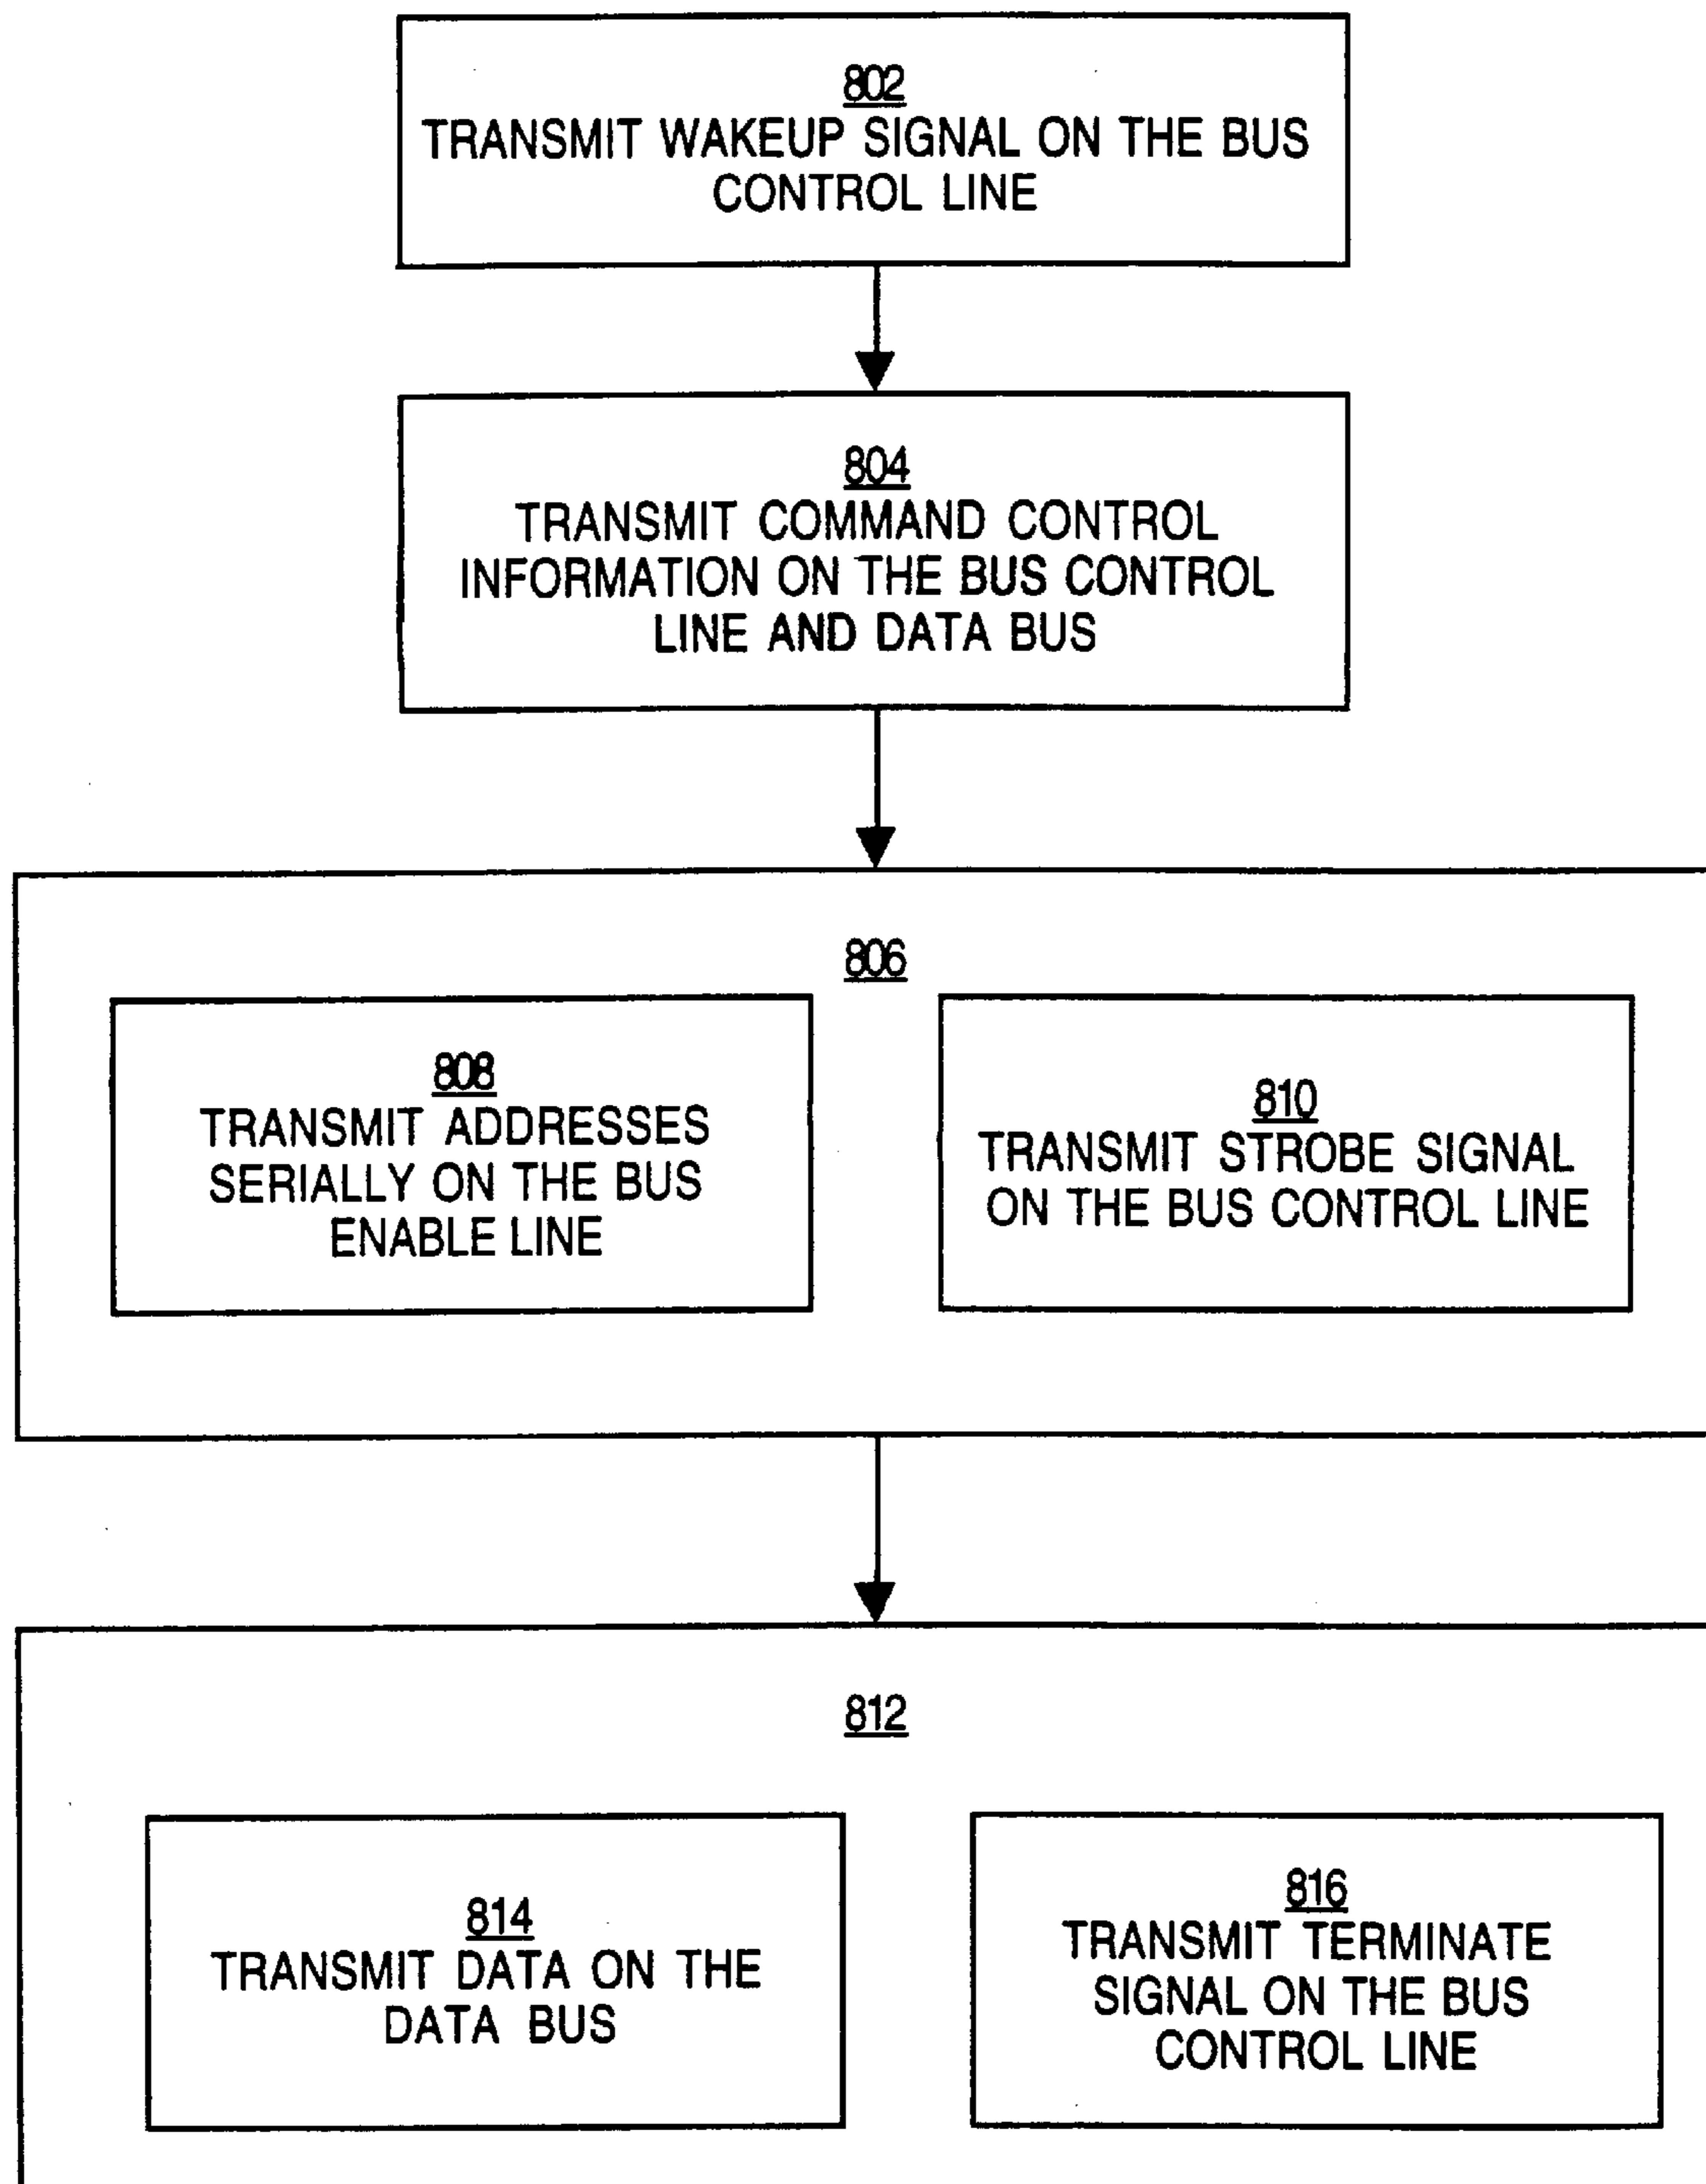 802
TRANSMIT WAKEUP SIGNAL ON THE BUS
CONTROL LINE
804
TRANSMIT COMMAND CONTROL
INFORMATION ON THE BUS CONTROL
LINE AND DATA BUS
806
808
TRANSMIT ADDRESSES
SERIALLY ON THE BUS
ENABLE LINE
810
TRANSMIT STROBE SIGNAL
ON THE BUS CONTROL LINE
812
814
TRANSMIT DATA ON THE
DATA BUS
816
TRANSMIT TERMINATE
SIGNAL ON THE BUS
CONTROL LINE